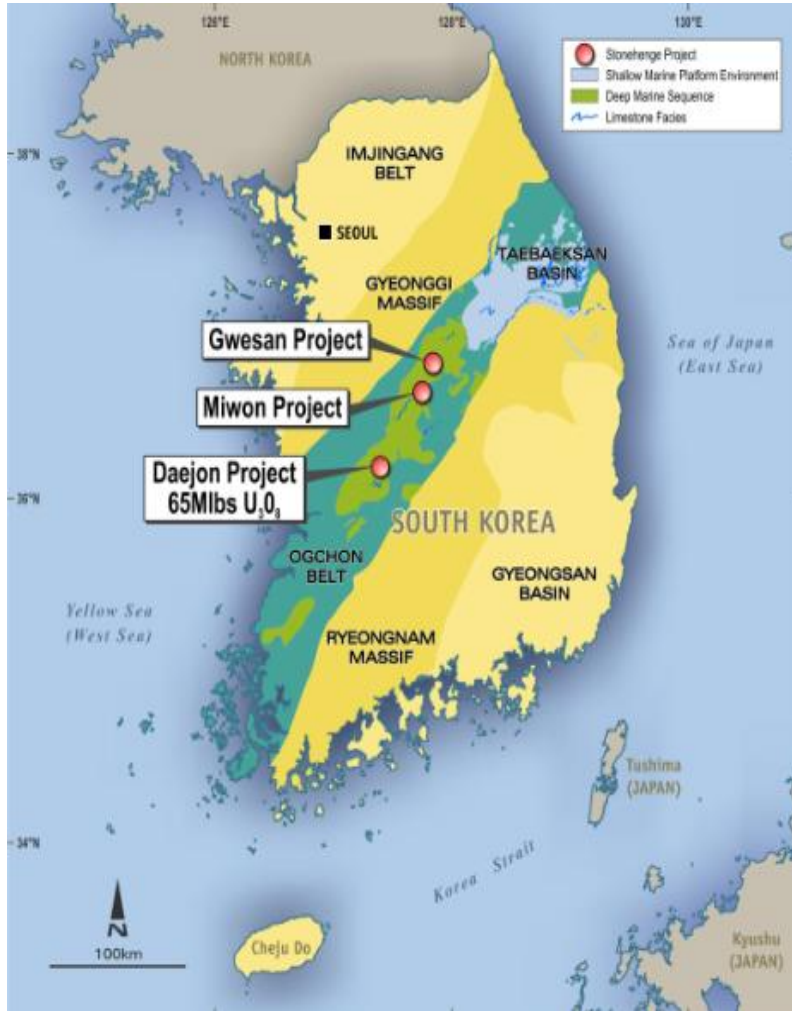 126°E
128°E
130°E
NORTH KOREA
Stonehenge Project
Shallow Marine Platform Environment
Deep Marine Sequence
Limestone Facies
38°N
IMJINGANG
BELT
SEOUL
TAEBAEKSAN
BASIN
GYEONGGI
MASSIF
Gwesan Project
Sea of Japan
(East Sea)
Miwon Project
Daejon Project
65Mlbs U₃0₈
36°N
SOUTH KOREA
OGCHON
BELT
GYEONGSAN
BASIN
Yellow Sea
(West Sea)
RYEONGNAM
MASSIF
Tushima
(JAPAN)
34°N
Korea Strait
N
100km
Cheju Do
Kyushu
(JAPAN)